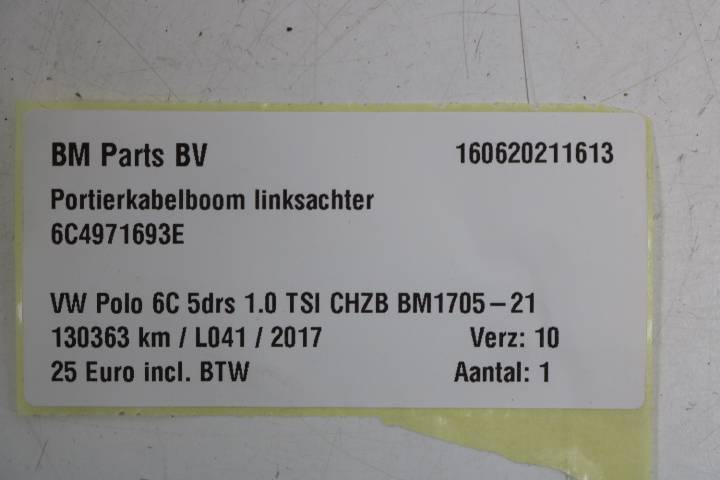 BM Parts BV 160620211613
Portierkabelboom linksachter
6C4971693E
VW Polo 6C 5drs 1.0 TSI CHZB BM1705-21
130363 km / L041 / 2017 Verz: 10
25 Euro incl. BTW Aantal: 1